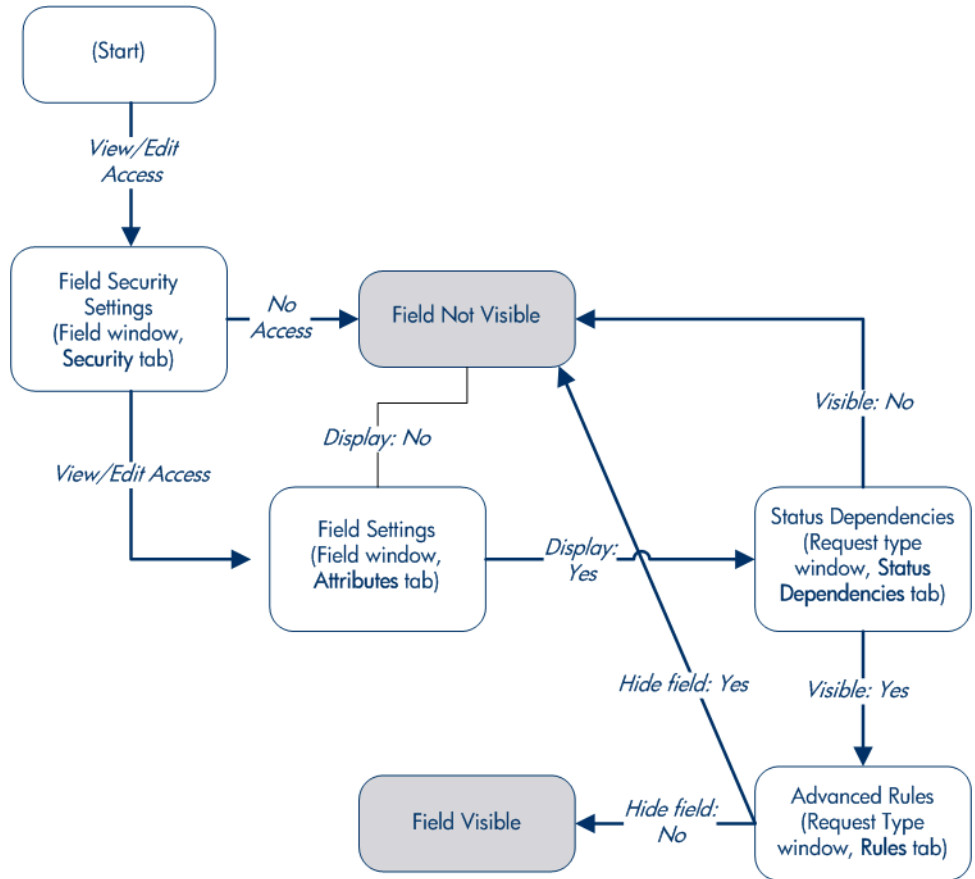 (Start)
View/Edit
Access
Field Security
Settings
(Field window,
Security tab)
No
Access
Field Not Visible
Visible: No
Display: No
View/Edit Access
Field Settings
(Field window,
Attributes tab)
Display:
Yes
Status Dependencies
(Request type
window, Status
Dependencies tab)
Hide field: Yes
Visible: Yes
Field Visible
Hide field:
No
Advanced Rules
(Request Type
window, Rules tab)